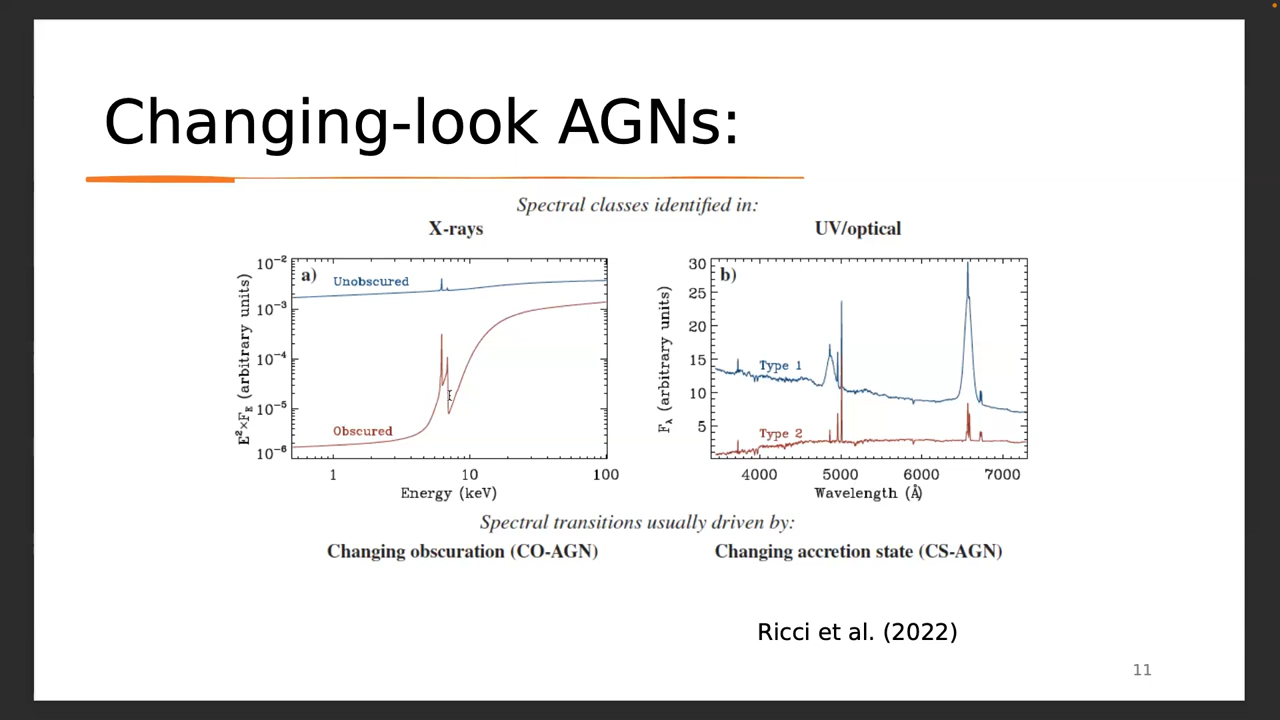 Changing-look AGNs:
Spectral classes identified in:
X-rays
UV/optical
a)
Unobscured
Obscured
10⁻²
10⁻³
10⁻⁴
10⁻⁵
10⁻⁶
E²×F_E (arbitrary units)
1 10 100
Energy (keV)
b)
Type 1
Type 2
30
25
20
15
10
5
F_λ (arbitrary units)
4000 5000 6000 7000
Wavelength (Å)
Spectral transitions usually driven by:
Changing obscuration (CO-AGN)
Changing accretion state (CS-AGN)
Ricci et al. (2022)
11